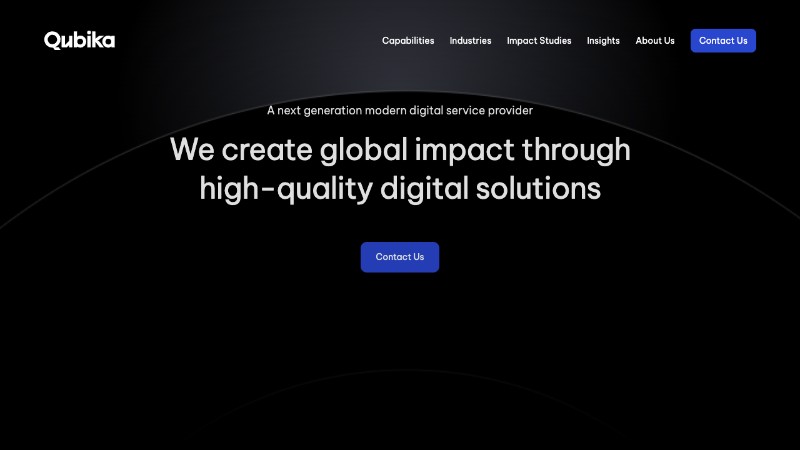 Qubika
Capabilities Industries Impact Studies Insights About Us Contact Us
A next generation modern digital service provider
We create global impact through
high-quality digital solutions
Contact Us